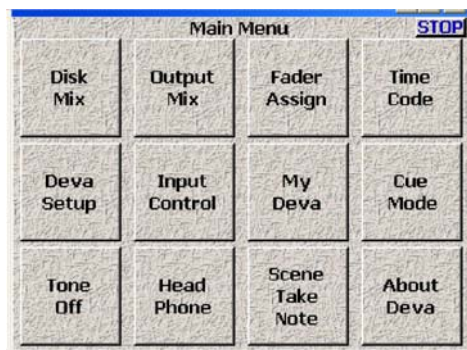 Main Menu STOP
Disk Mix
Output Mix
Fader Assign
Time Code
Deva Setup
Input Control
My Deva
Cue Mode
Tone Off
Head Phone
Scene Take Note
About Deva